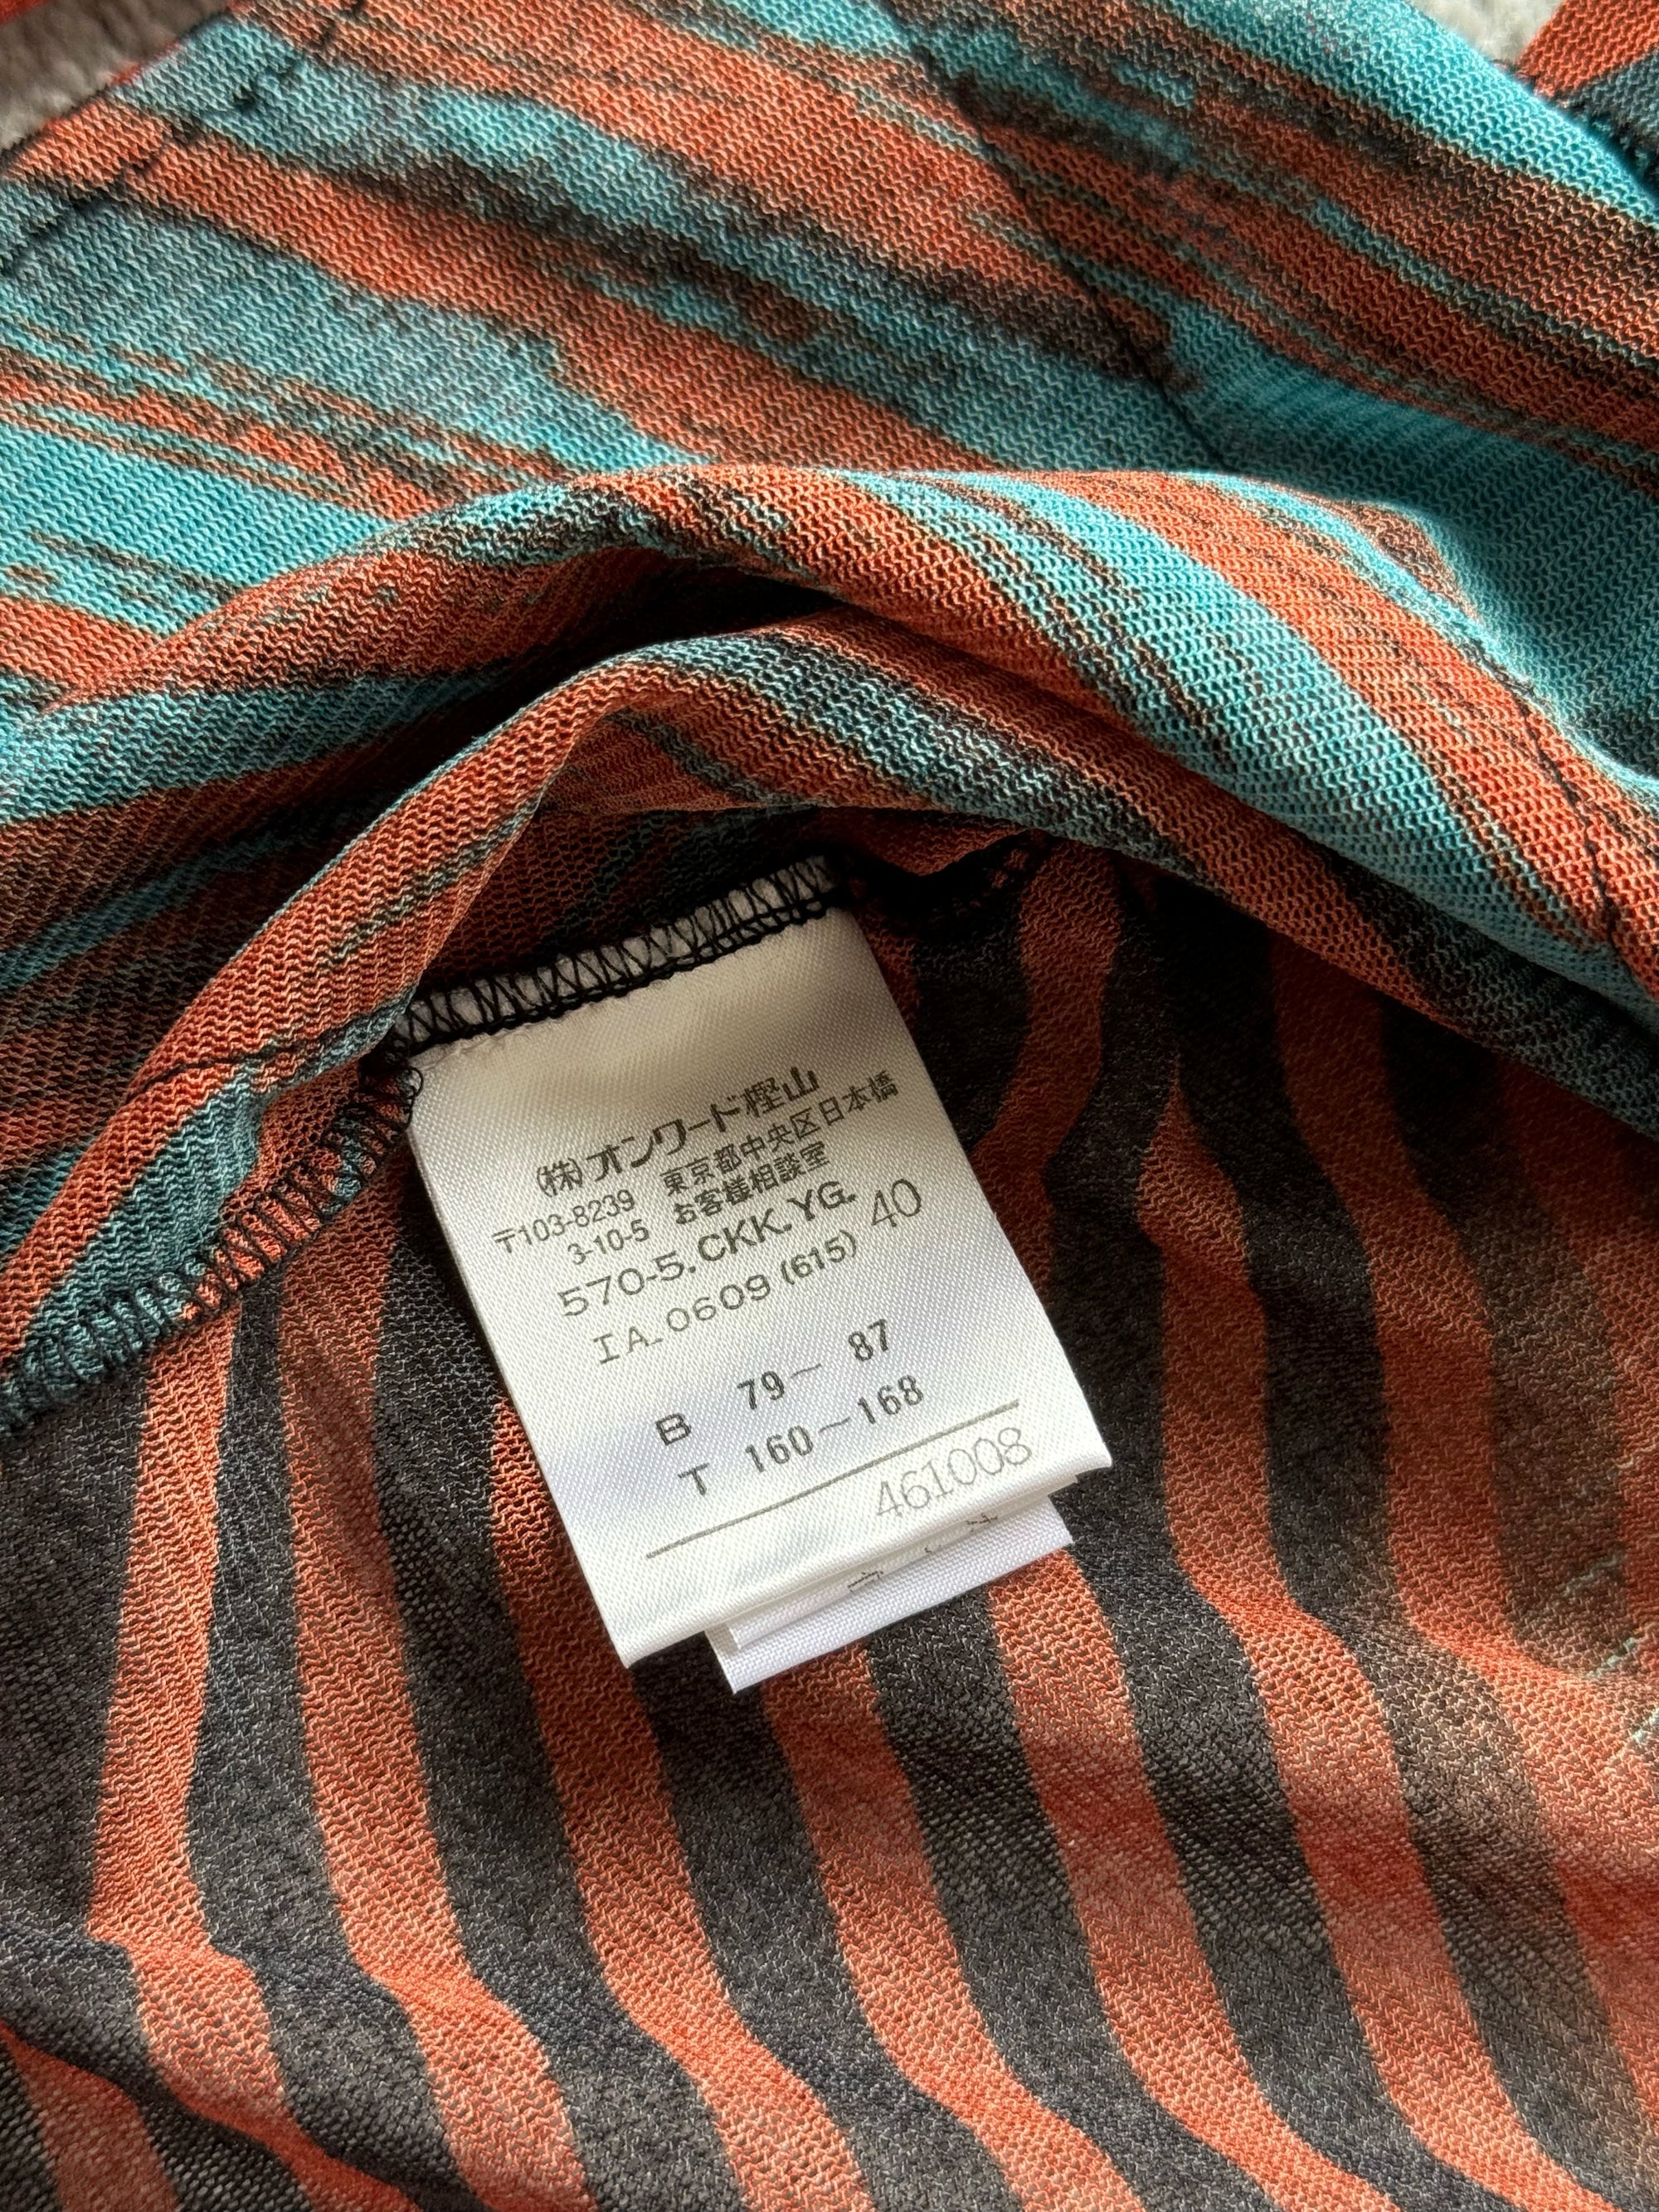 (株)オンワード樫山
〒103-8239 東京都中央区日本橋
3-10-5 お客様相談室
570-5.CKK.YG. 40
IA_0609 (615)
B 79～ 87
T 160～168
461008